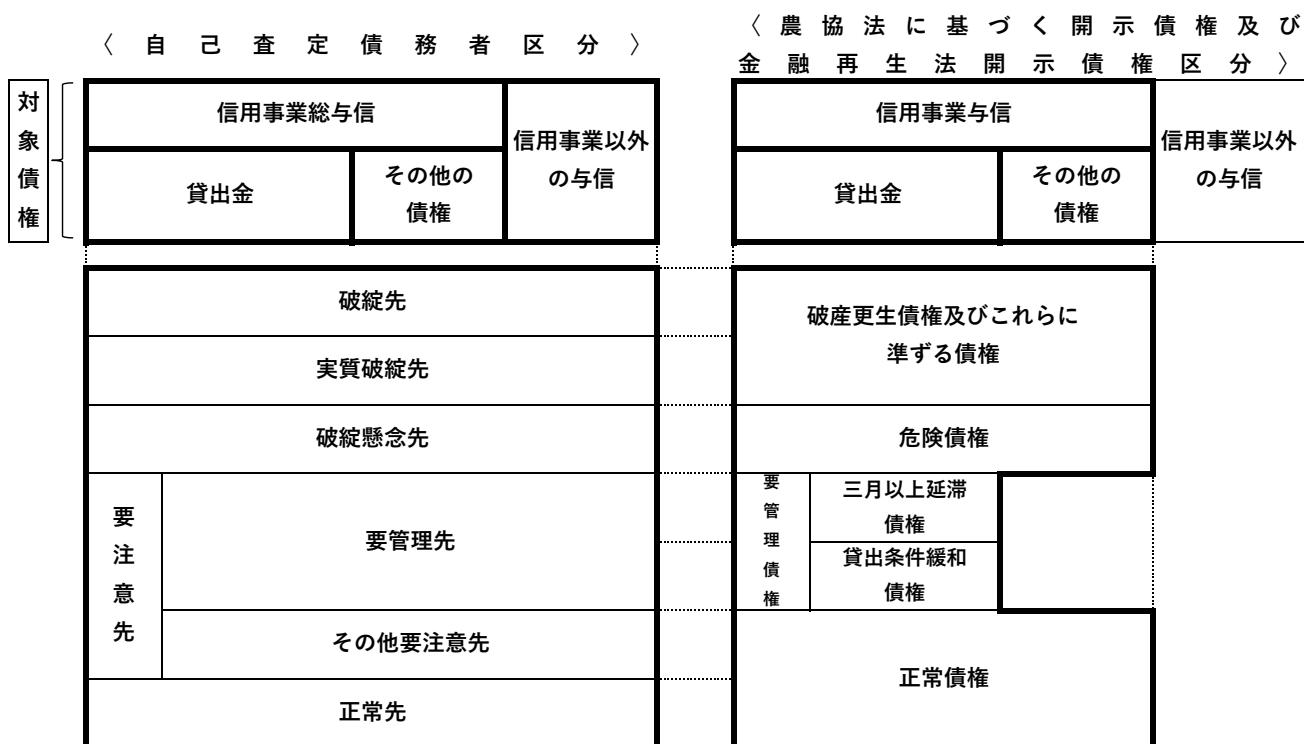 〈自己査定債務者区分〉
〈農協法に基づく開示債権及び
金融再生法開示債権区分〉
対象債権
信用事業総与信
信用事業以外
の与信
貸出金
その他の
債権
信用事業与信
信用事業以外
の与信
貸出金
その他の
債権
破綻先
実質破綻先
破綻懸念先
要注意先
要管理先
その他要注意先
正常先
破産更生債権及びこれらに
準ずる債権
危険債権
要管理債権
三月以上延滞
債権
貸出条件緩和
債権
正常債権